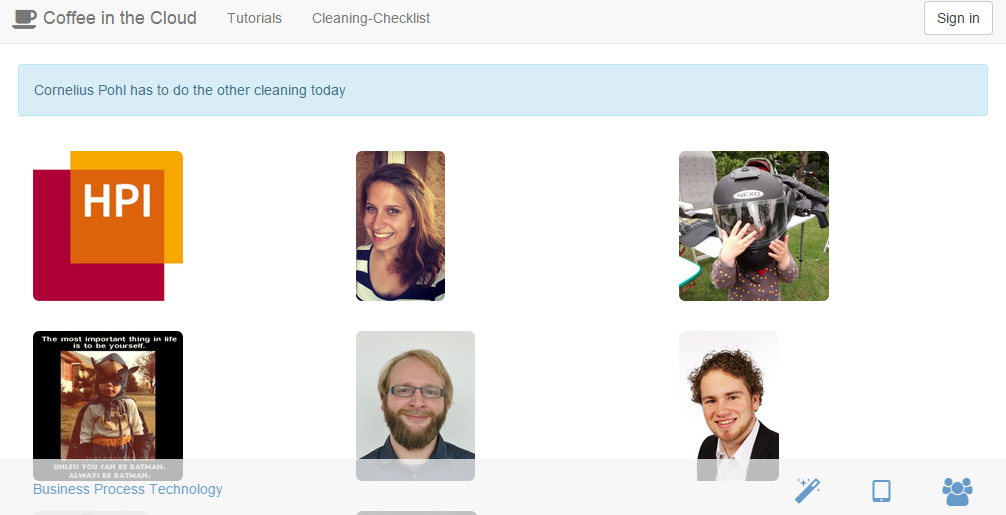 Coffee in the Cloud
Tutorials
Cleaning-Checklist
Sign in
Cornelius Pohl has to do the other cleaning today
HPI
NEXO
The most important thing in life
is to be yourself.
UNLESS YOU CAN BE BATMAN.
ALWAYS BE BATMAN.
Business Process Technology